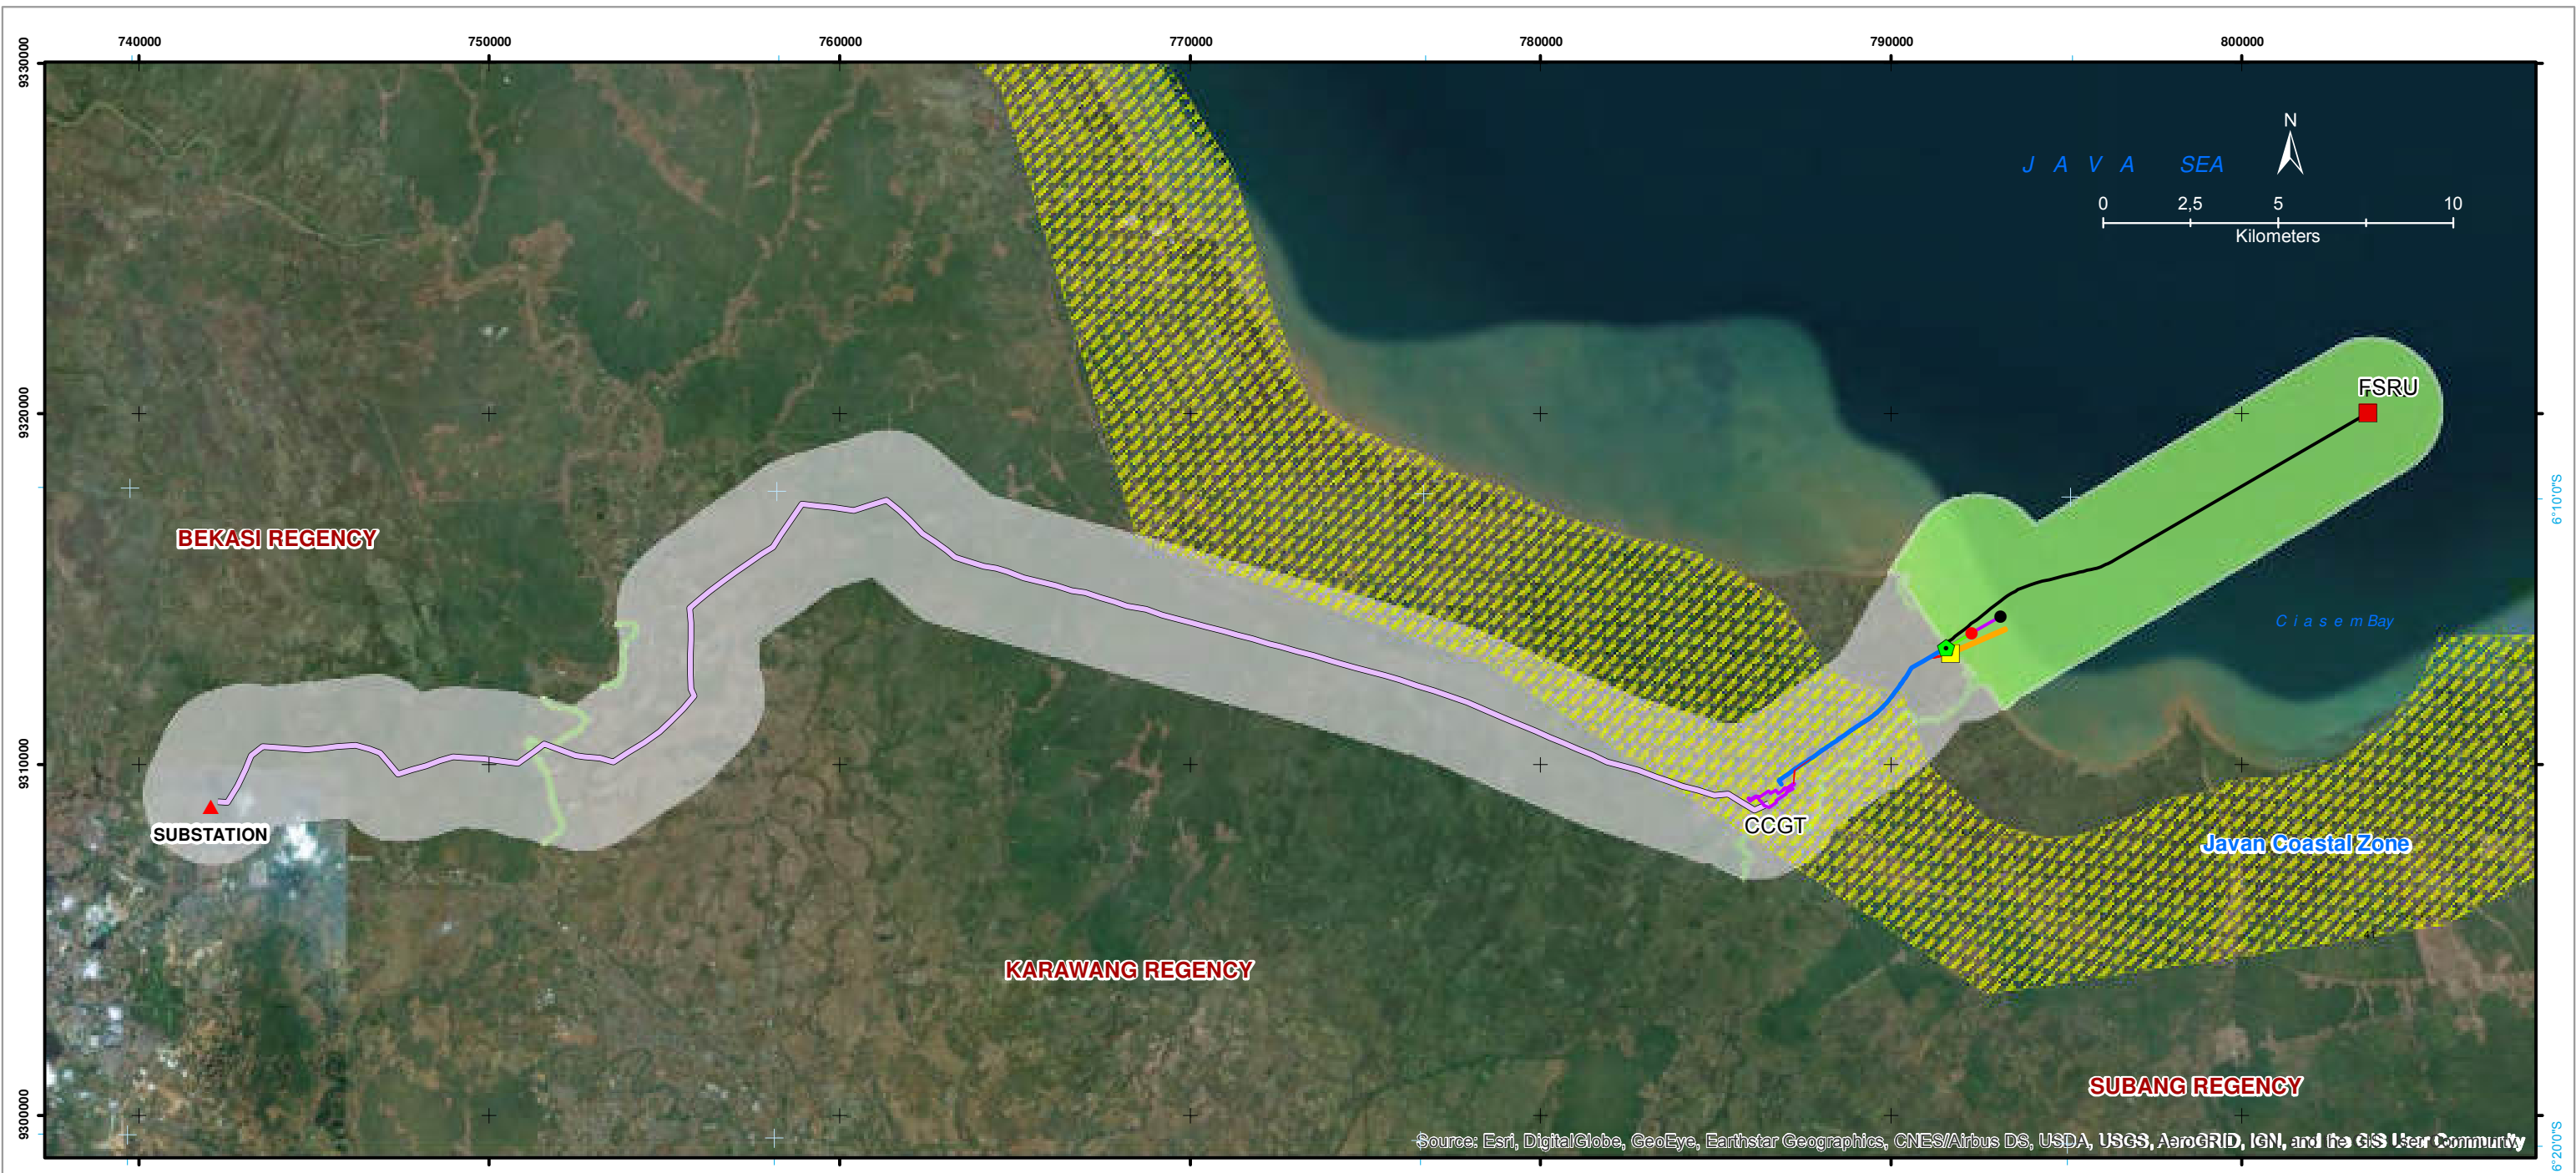 740000 750000 760000 770000 780000 790000 800000
9330000
N
J A V A SEA
0 2,5 5 10
Kilometers
FSRU
9320000
6°10'0"S
BEKASI REGENCY
Ciasem Bay
9310000
CCGT
SUBSTATION
Javan Coastal Zone
KARAWANG REGENCY
SUBANG REGENCY
9300000
Source: Esri, DigitalGlobe, GeoEye, Earthstar Geographics, CNES/Airbus DS, USDA, USGS, AeroGRID, IGN, and the GIS User Community
6°20'0"S